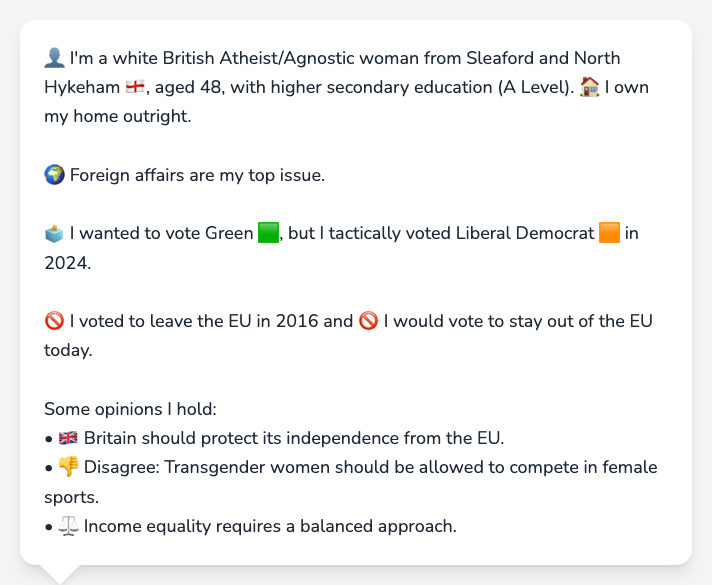 👤 I'm a white British Atheist/Agnostic woman from Sleaford and North
Hykeham 🏴󠁧󠁢󠁥󠁮󠁧󠁿, aged 48, with higher secondary education (A Level). 🏠 I own
my home outright.
🌍 Foreign affairs are my top issue.
🗳️ I wanted to vote Green 🟩, but I tactically voted Liberal Democrat 🟧 in
2024.
🚫 I voted to leave the EU in 2016 and 🚫 I would vote to stay out of the EU
today.
Some opinions I hold:
• 🇬🇧 Britain should protect its independence from the EU.
• 👎 Disagree: Transgender women should be allowed to compete in female
sports.
• ⚖️ Income equality requires a balanced approach.